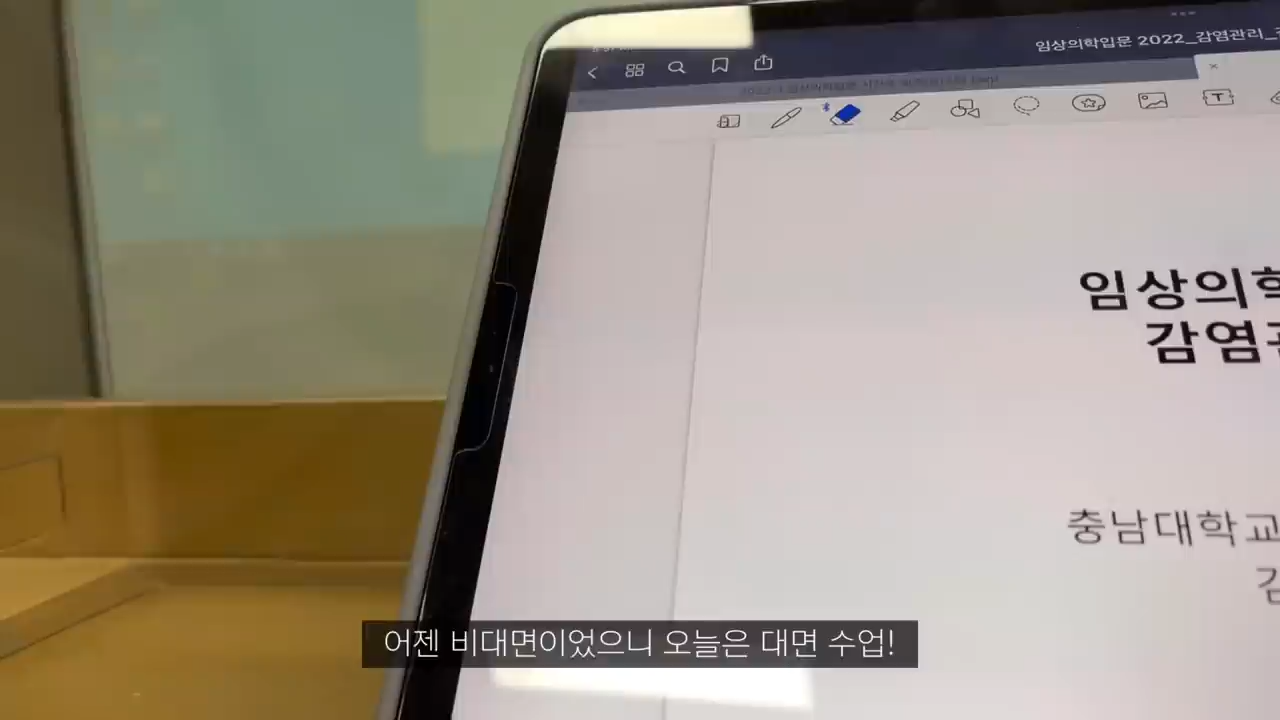 임상의학입문 2022_감염관리_
임상의
감염
충남대학교
어젠 비대면이었으니 오늘은 대면 수업!